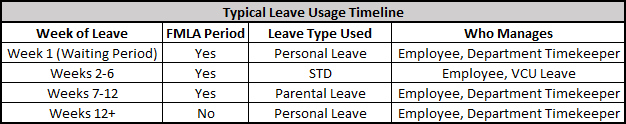 Typical Leave Usage Timeline
Week of Leave FMLA Period Leave Type Used Who Manages
Week 1 (Waiting Period) Yes Personal Leave Employee, Department Timekeeper
Weeks 2-6 Yes STD Employee, VCU Leave
Weeks 7-12 Yes Parental Leave Employee, Department Timekeeper
Weeks 12+ No Personal Leave Employee, Department Timekeeper